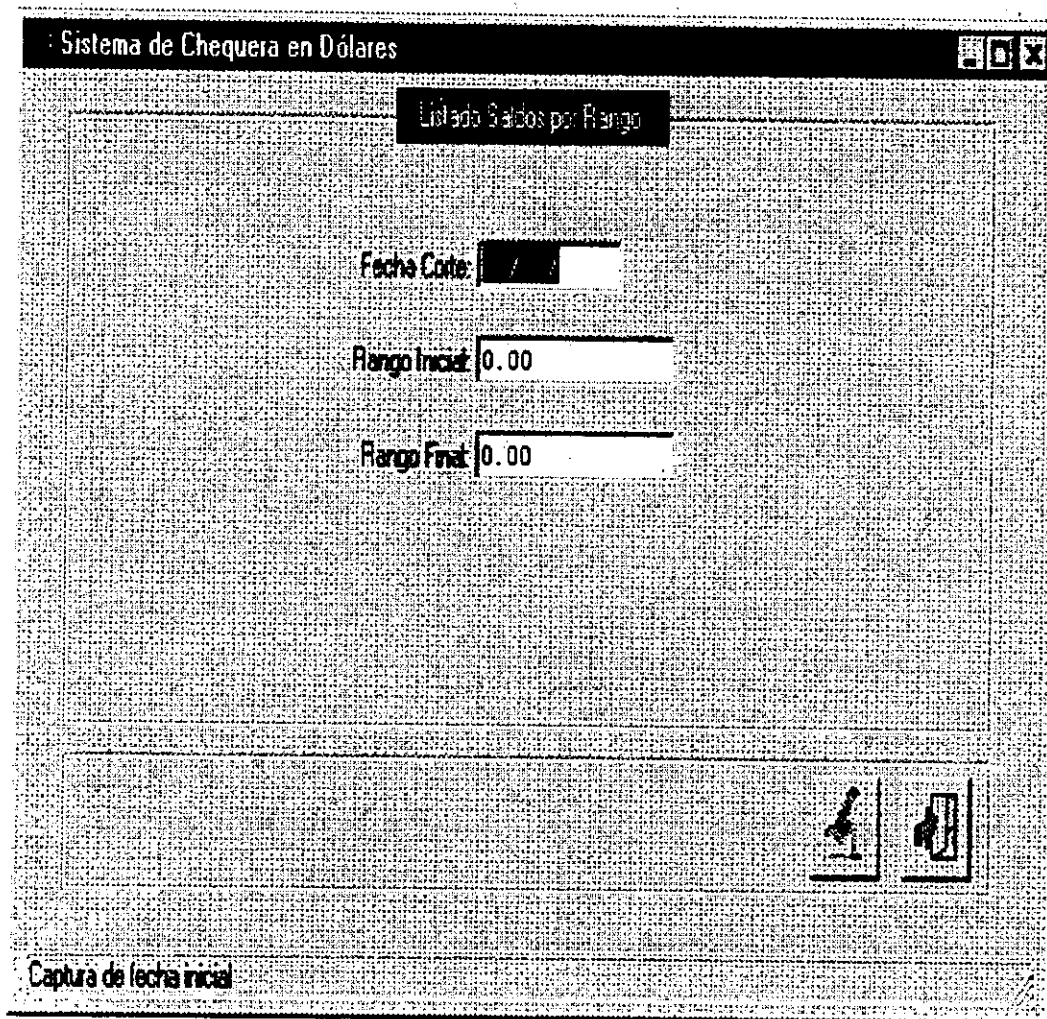 : Sistema de Chequera en Dólares
Listado Saldos por Rango
Fecha Corte: / /
Rango Inicial: 0.00
Rango Final: 0.00
Captura de fecha inicial